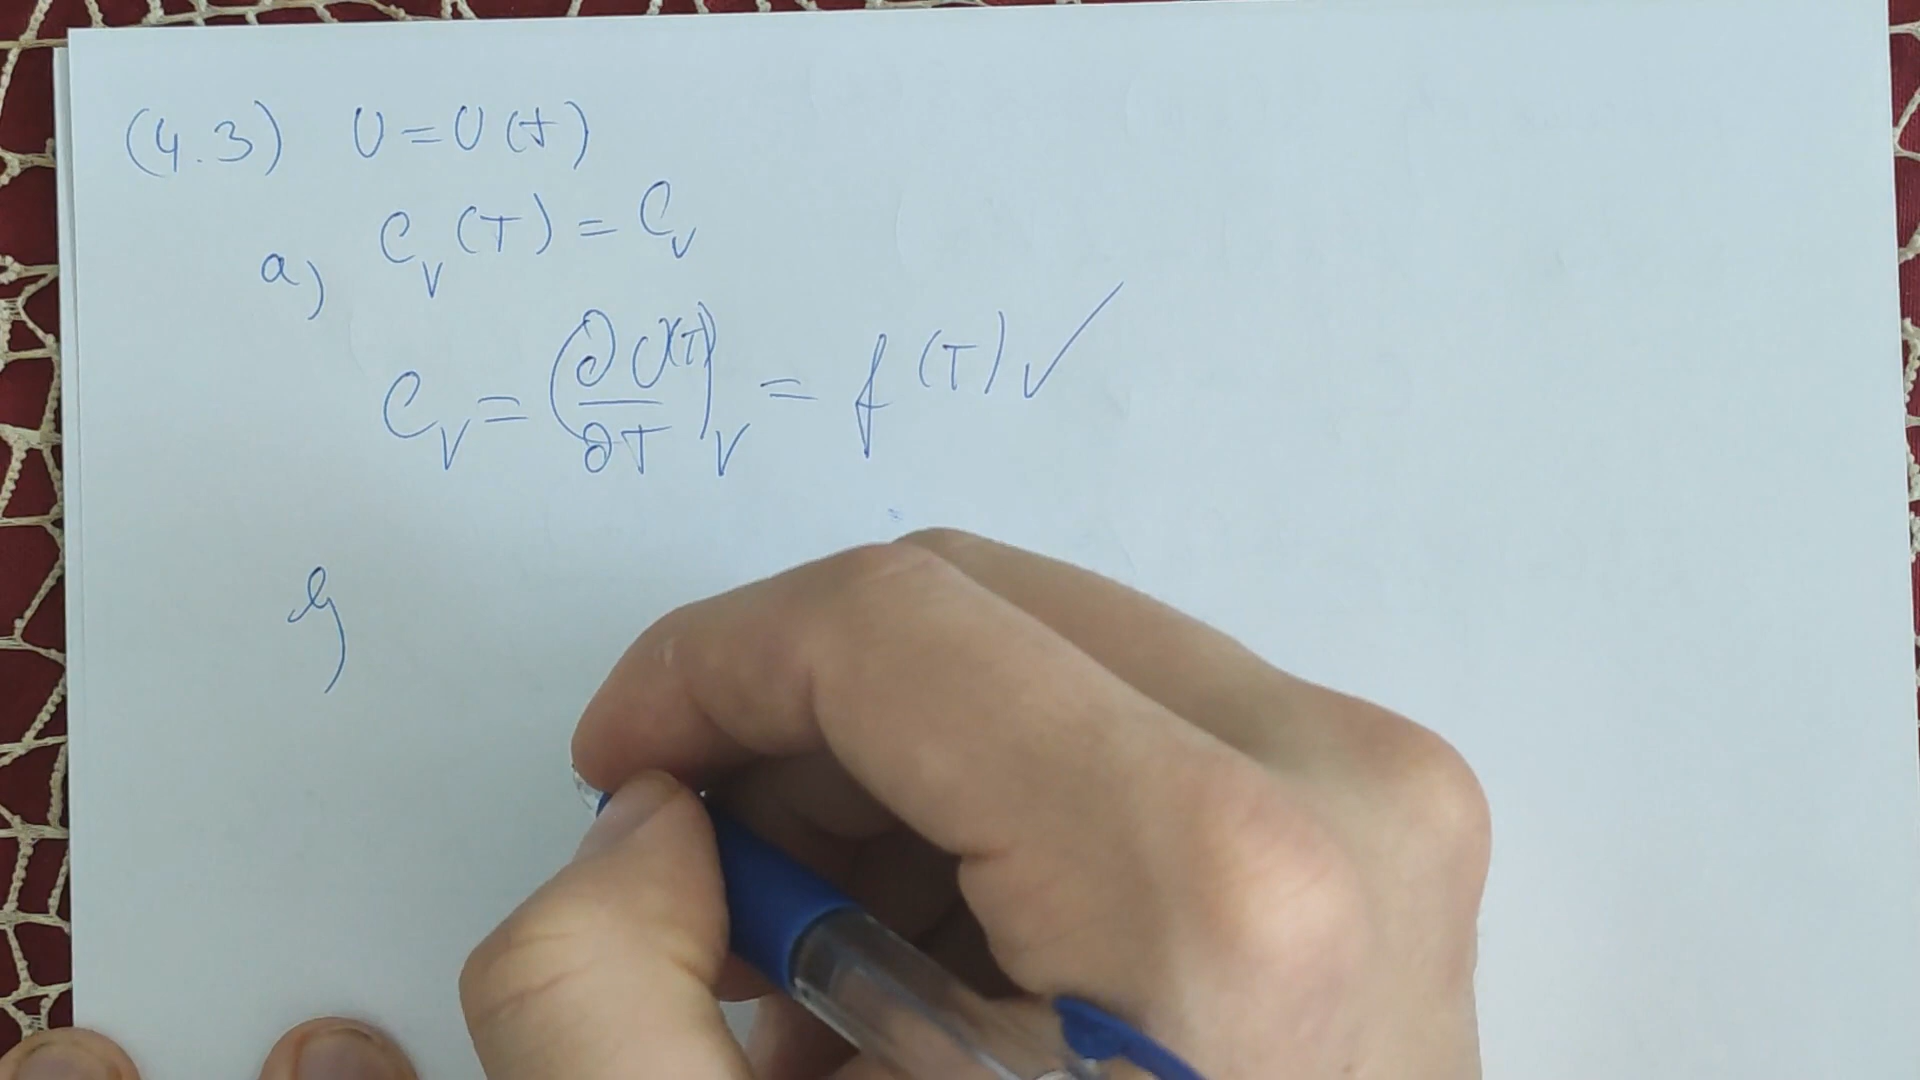 (4.3) U = U(T)
a) C_V(T) = C_V
C_V = (∂U(T)/∂T)_V = f(T) ✓